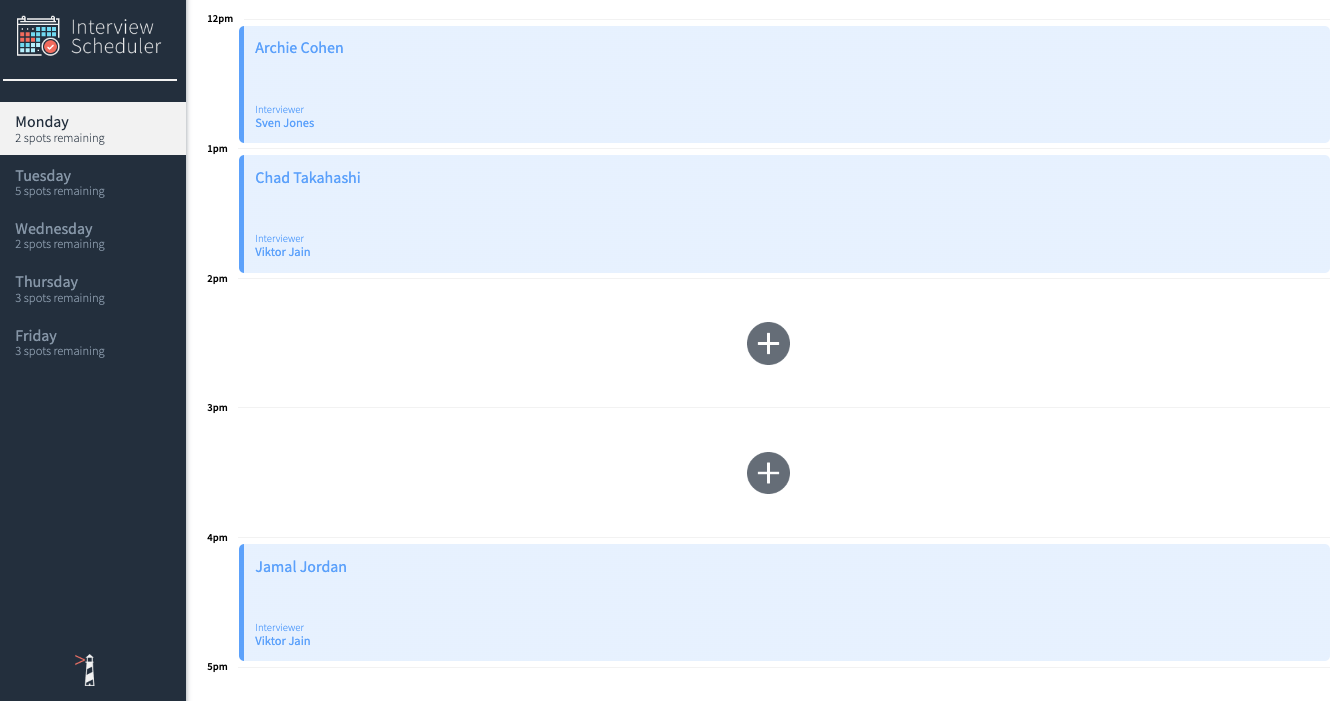 Interview
Scheduler
Monday
2 spots remaining
Tuesday
5 spots remaining
Wednesday
2 spots remaining
Thursday
3 spots remaining
Friday
3 spots remaining
12pm
Archie Cohen
Interviewer
Sven Jones
1pm
Chad Takahashi
Interviewer
Viktor Jain
2pm
3pm
4pm
Jamal Jordan
Interviewer
Viktor Jain
5pm